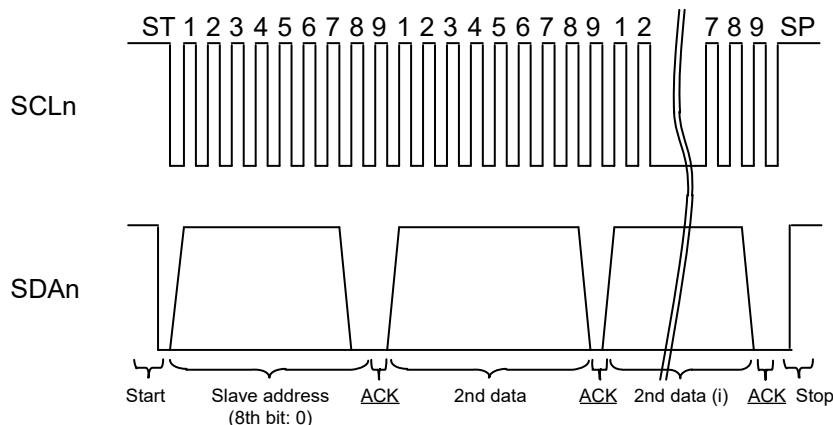 ST 1 2 3 4 5 6 7 8 9 1 2 3 4 5 6 7 8 9 1 2 7 8 9 SP
SCLn
SDAn
Start Slave address (8th bit: 0) ACK 2nd data ACK 2nd data (i) ACK Stop